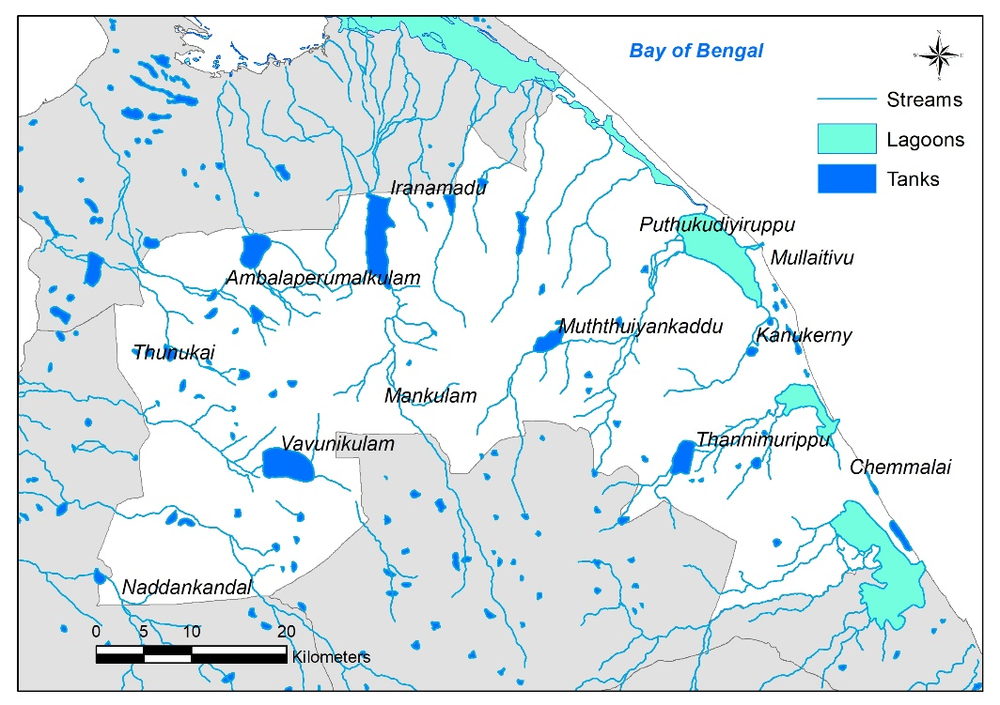 Bay of Bengal
N
W
E
S
Streams
Lagoons
Tanks
Iranamadu
Puthukudiyiruppu
Mullaitivu
Ambalaperumalkulam
Muththuiyankaddu
Kanukerny
Thunukai
Mankulam
Vavunikulam
Thannimurippu
Chemmalai
Naddankandal
0 5 10 20
Kilometers